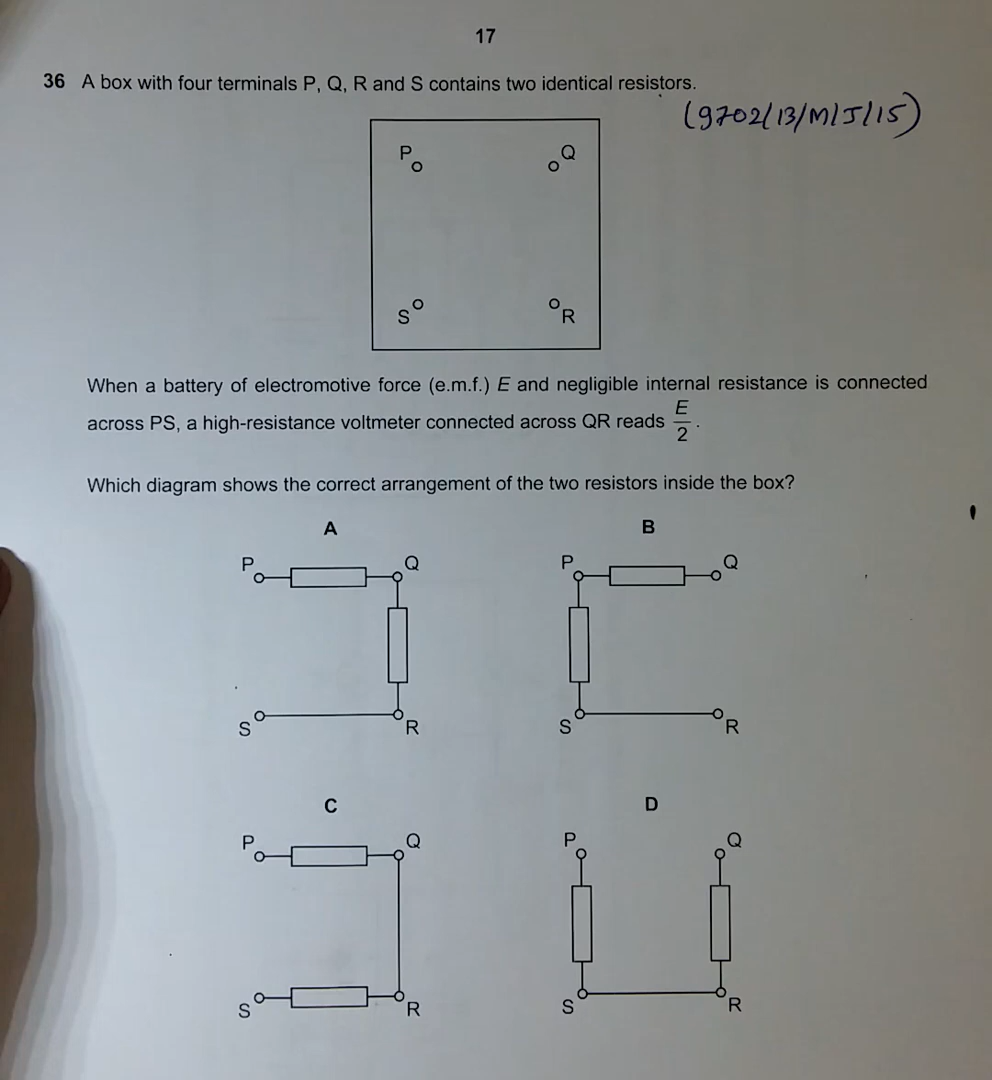 17
36 A box with four terminals P, Q, R and S contains two identical resistors.
(9702/13/M/J/15)
P Q
S R
When a battery of electromotive force (e.m.f.) E and negligible internal resistance is connected
across PS, a high-resistance voltmeter connected across QR reads E/2.
Which diagram shows the correct arrangement of the two resistors inside the box?
A B
P Q P Q
S R S R
C D
P Q P Q
S R S R